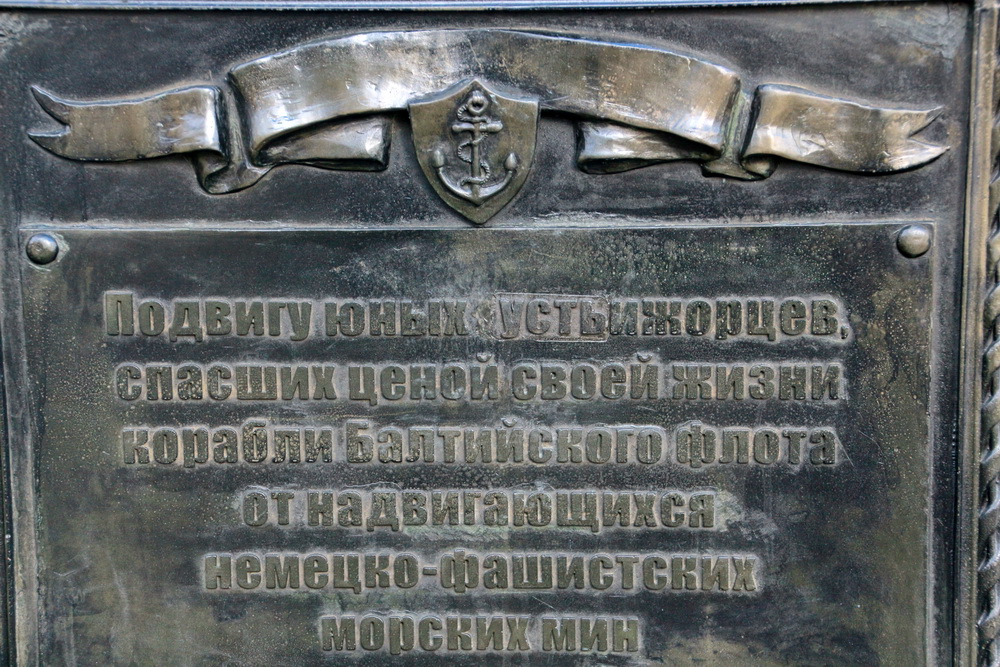 Подвигу юных устьижорцев,
спасших ценой своей жизни
корабли Балтийского флота
от надвигающихся
немецко-фашистских
морских мин